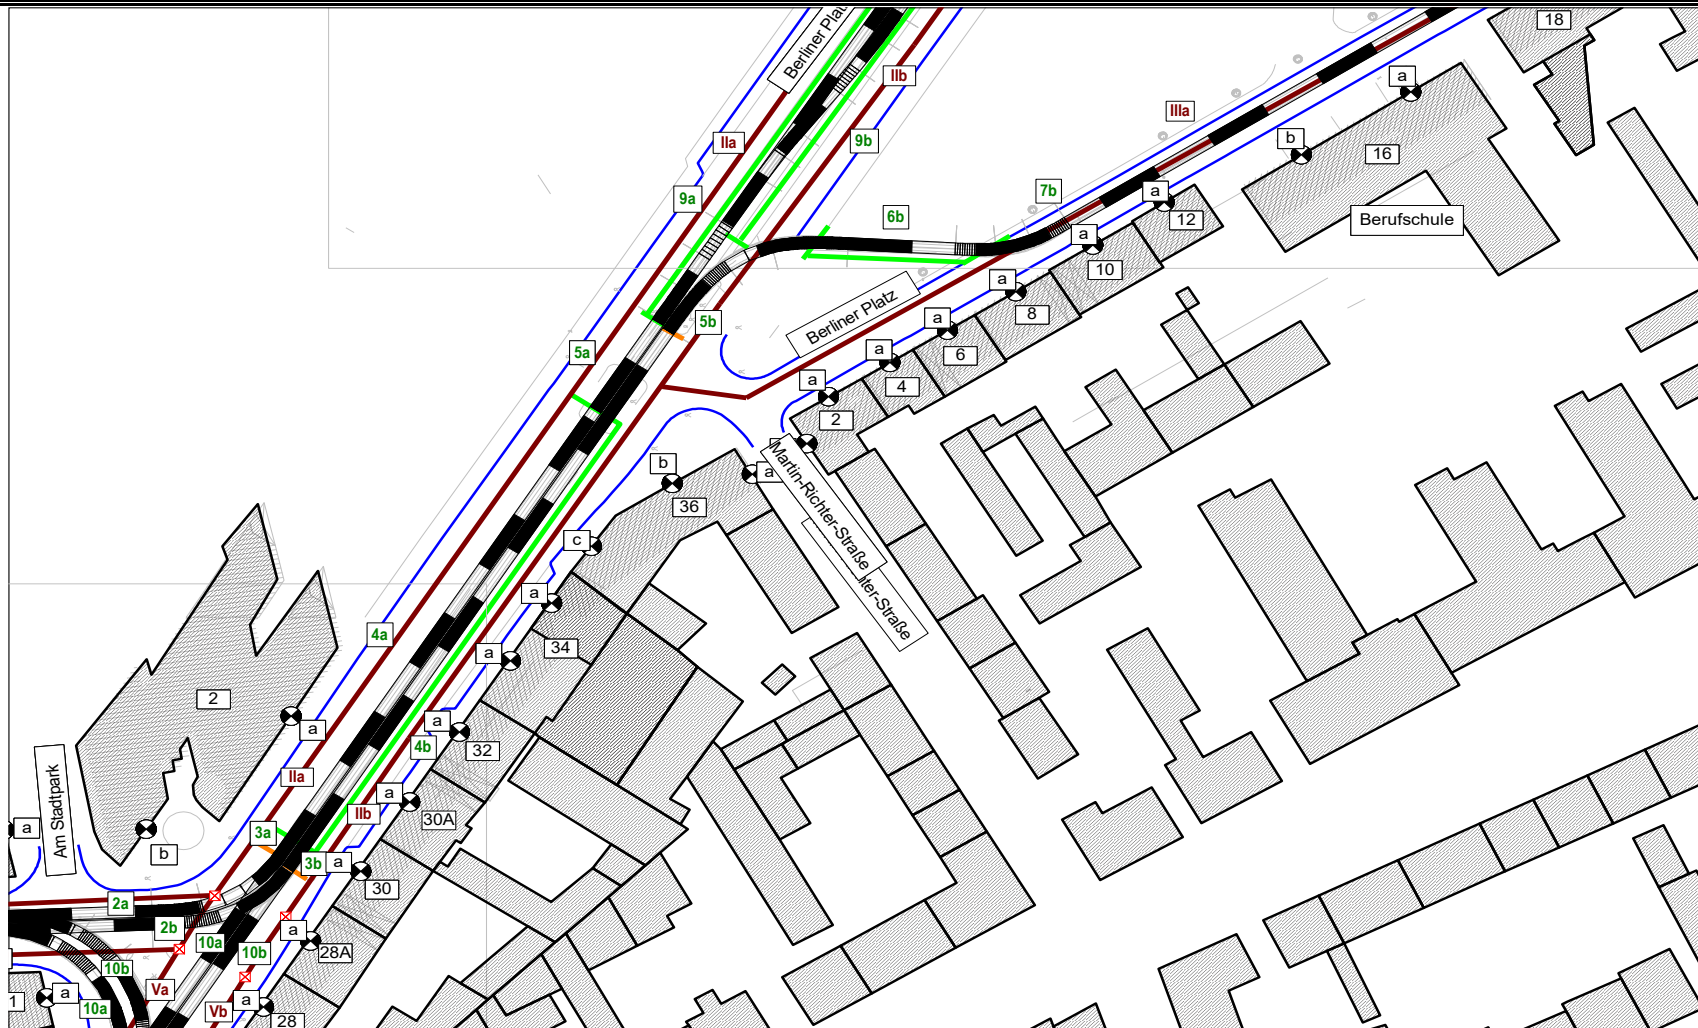 18
Berliner Platz
IIb
a
IIa
9b
IIIa
b
16
9a
7b
a
12
6b
Berufschule
a
10
a
8
Berliner Platz
5b
a
6
5a
a
4
a
2
Martin-Richter-Straße
ter-Straße
b
a
36
c
a
34
4a
a
2
a
a
32
4b
IIa
a
30A
IIb
Am Stadtpark
a
3a
b
3b
a
30
2a
2b
a
10a
10b
28A
10b
Va
a
1
10a
Vb
a
28